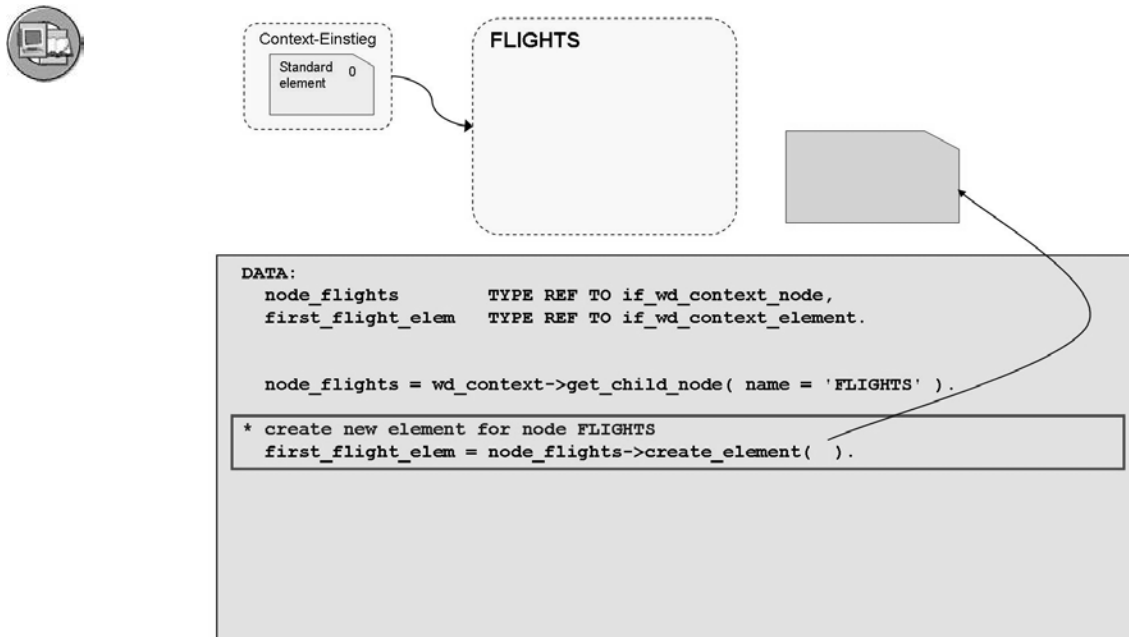 Context-Einstieg
Standard 0
element
FLIGHTS
DATA:
node_flights TYPE REF TO if_wd_context_node,
first_flight_elem TYPE REF TO if_wd_context_element.
node_flights = wd_context->get_child_node( name = 'FLIGHTS' ).
* create new element for node FLIGHTS
first_flight_elem = node_flights->create_element( ).